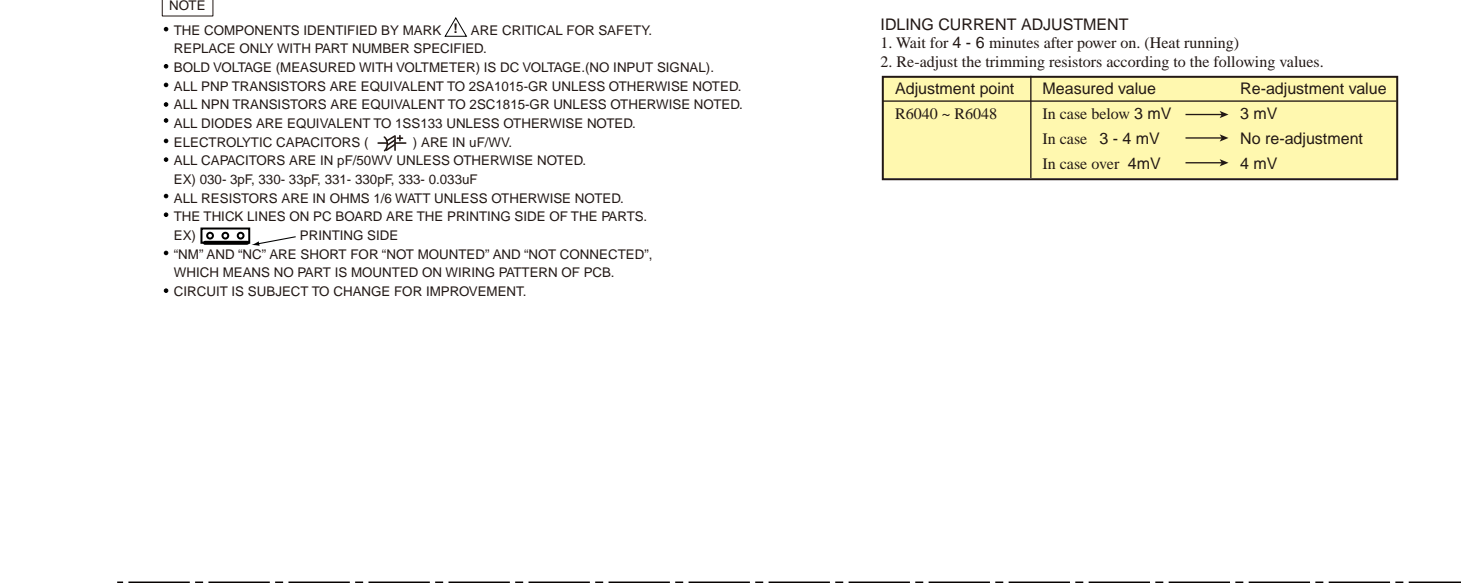 NOTE
• THE COMPONENTS IDENTIFIED BY MARK ⚠ ARE CRITICAL FOR SAFETY.
REPLACE ONLY WITH PART NUMBER SPECIFIED.
• BOLD VOLTAGE (MEASURED WITH VOLTMETER) IS DC VOLTAGE.(NO INPUT SIGNAL).
• ALL PNP TRANSISTORS ARE EQUIVALENT TO 2SA1015-GR UNLESS OTHERWISE NOTED.
• ALL NPN TRANSISTORS ARE EQUIVALENT TO 2SC1815-GR UNLESS OTHERWISE NOTED.
• ALL DIODES ARE EQUIVALENT TO 1SS133 UNLESS OTHERWISE NOTED.
• ELECTROLYTIC CAPACITORS ( ) ARE IN uF/WV.
• ALL CAPACITORS ARE IN pF/50WV UNLESS OTHERWISE NOTED.
EX) 030- 3pF, 330- 33pF, 331- 330pF, 333- 0.033uF
• ALL RESISTORS ARE IN OHMS 1/6 WATT UNLESS OTHERWISE NOTED.
• THE THICK LINES ON PC BOARD ARE THE PRINTING SIDE OF THE PARTS.
EX) PRINTING SIDE
• “NM” AND “NC” ARE SHORT FOR “NOT MOUNTED” AND “NOT CONNECTED”,
WHICH MEANS NO PART IS MOUNTED ON WIRING PATTERN OF PCB.
• CIRCUIT IS SUBJECT TO CHANGE FOR IMPROVEMENT.
IDLING CURRENT ADJUSTMENT
1. Wait for 4 - 6 minutes after power on. (Heat running)
2. Re-adjust the trimming resistors according to the following values.
Adjustment point Measured value Re-adjustment value
R6040 ~ R6048 In case below 3 mV → 3 mV
In case 3 - 4 mV → No re-adjustment
In case over 4mV → 4 mV